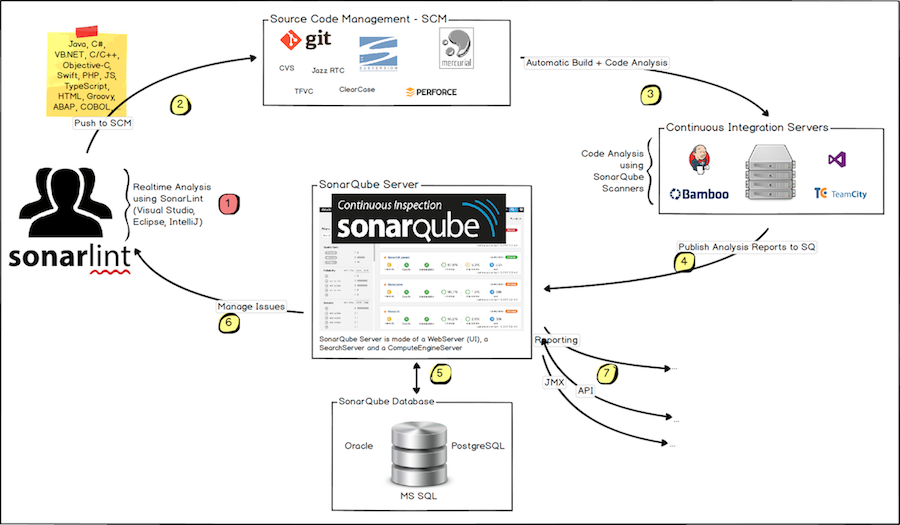 Source Code Management - SCM
git
SUBVERSION
mercurial
CVS
Jazz RTC
TFVC
ClearCase
PERFORCE
Java, C#,
VB.NET, C/C++,
Objective-C,
Swift, PHP, JS,
TypeScript,
HTML, Groovy,
ABAP, COBOL...
Push to SCM
2
Automatic Build + Code Analysis
3
Continuous Integration Servers
Code Analysis
using
SonarQube
Scanners
Bamboo
TC TeamCity
Realtime Analysis
using SonarLint
(Visual Studio,
Eclipse, IntelliJ)
1
sonarlint
SonarQube Server
Continuous Inspection
sonarqube
SonarQube Server is made of a WebServer (UI), a
SearchServer and a ComputeEngineServer
Publish Analysis Reports to SQ
4
Manage Issues
6
5
Reporting
...
7
JMX
API
...
...
SonarQube Database
Oracle
PostgreSQL
MS SQL